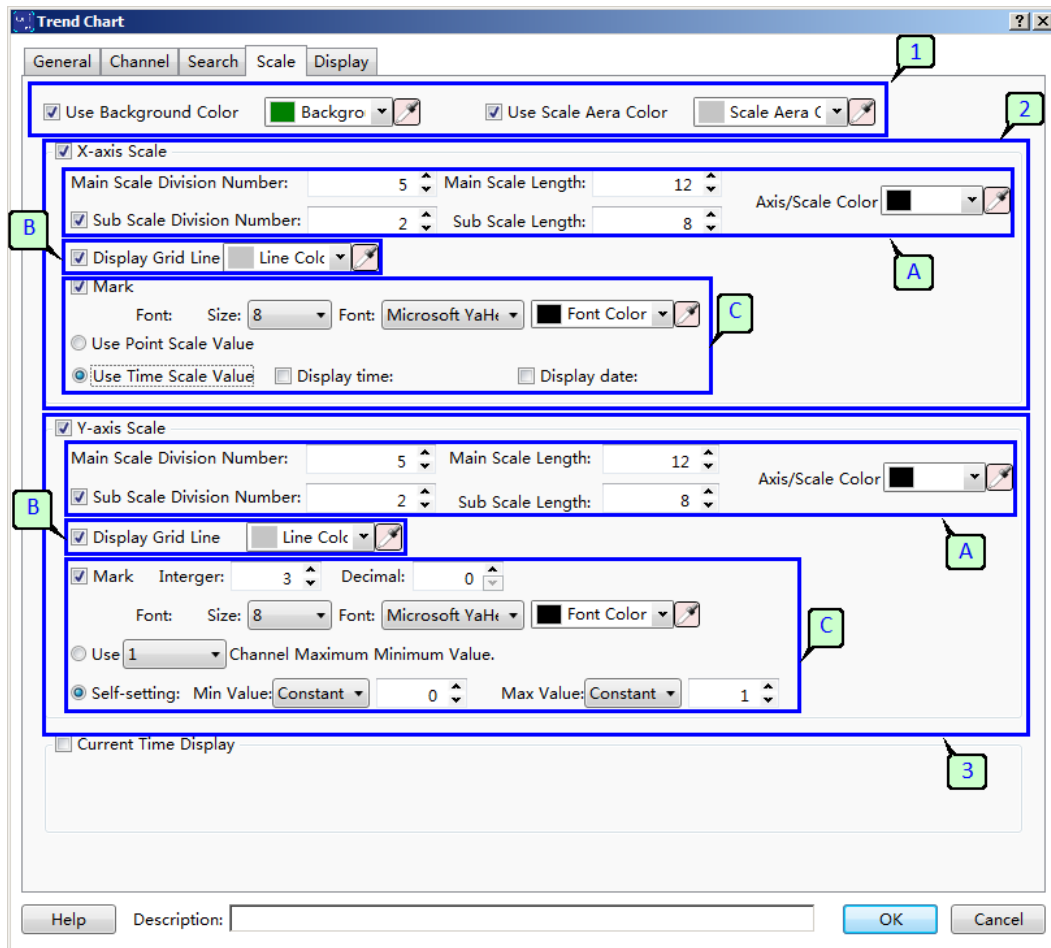 Trend Chart
General Channel Search Scale Display
1
Use Background Color Backgro Use Scale Aera Color Scale Aera C
2
X-axis Scale
Main Scale Division Number: 5 Main Scale Length: 12
Axis/Scale Color
Sub Scale Division Number: 2 Sub Scale Length: 8
B
A
Display Grid Line Line Colc
Mark
C
Font: Size: 8 Font: Microsoft YaHe Font Color
Use Point Scale Value
Use Time Scale Value Display time: Display date:
Y-axis Scale
Main Scale Division Number: 5 Main Scale Length: 12
Axis/Scale Color
Sub Scale Division Number: 2 Sub Scale Length: 8
B
A
Display Grid Line Line Colc
Mark Interger: 3 Decimal: 0
Font: Size: 8 Font: Microsoft YaHe Font Color
C
Use 1 Channel Maximum Minimum Value.
Self-setting: Min Value: Constant 0 Max Value: Constant 1
Current Time Display
3
Help Description: OK Cancel